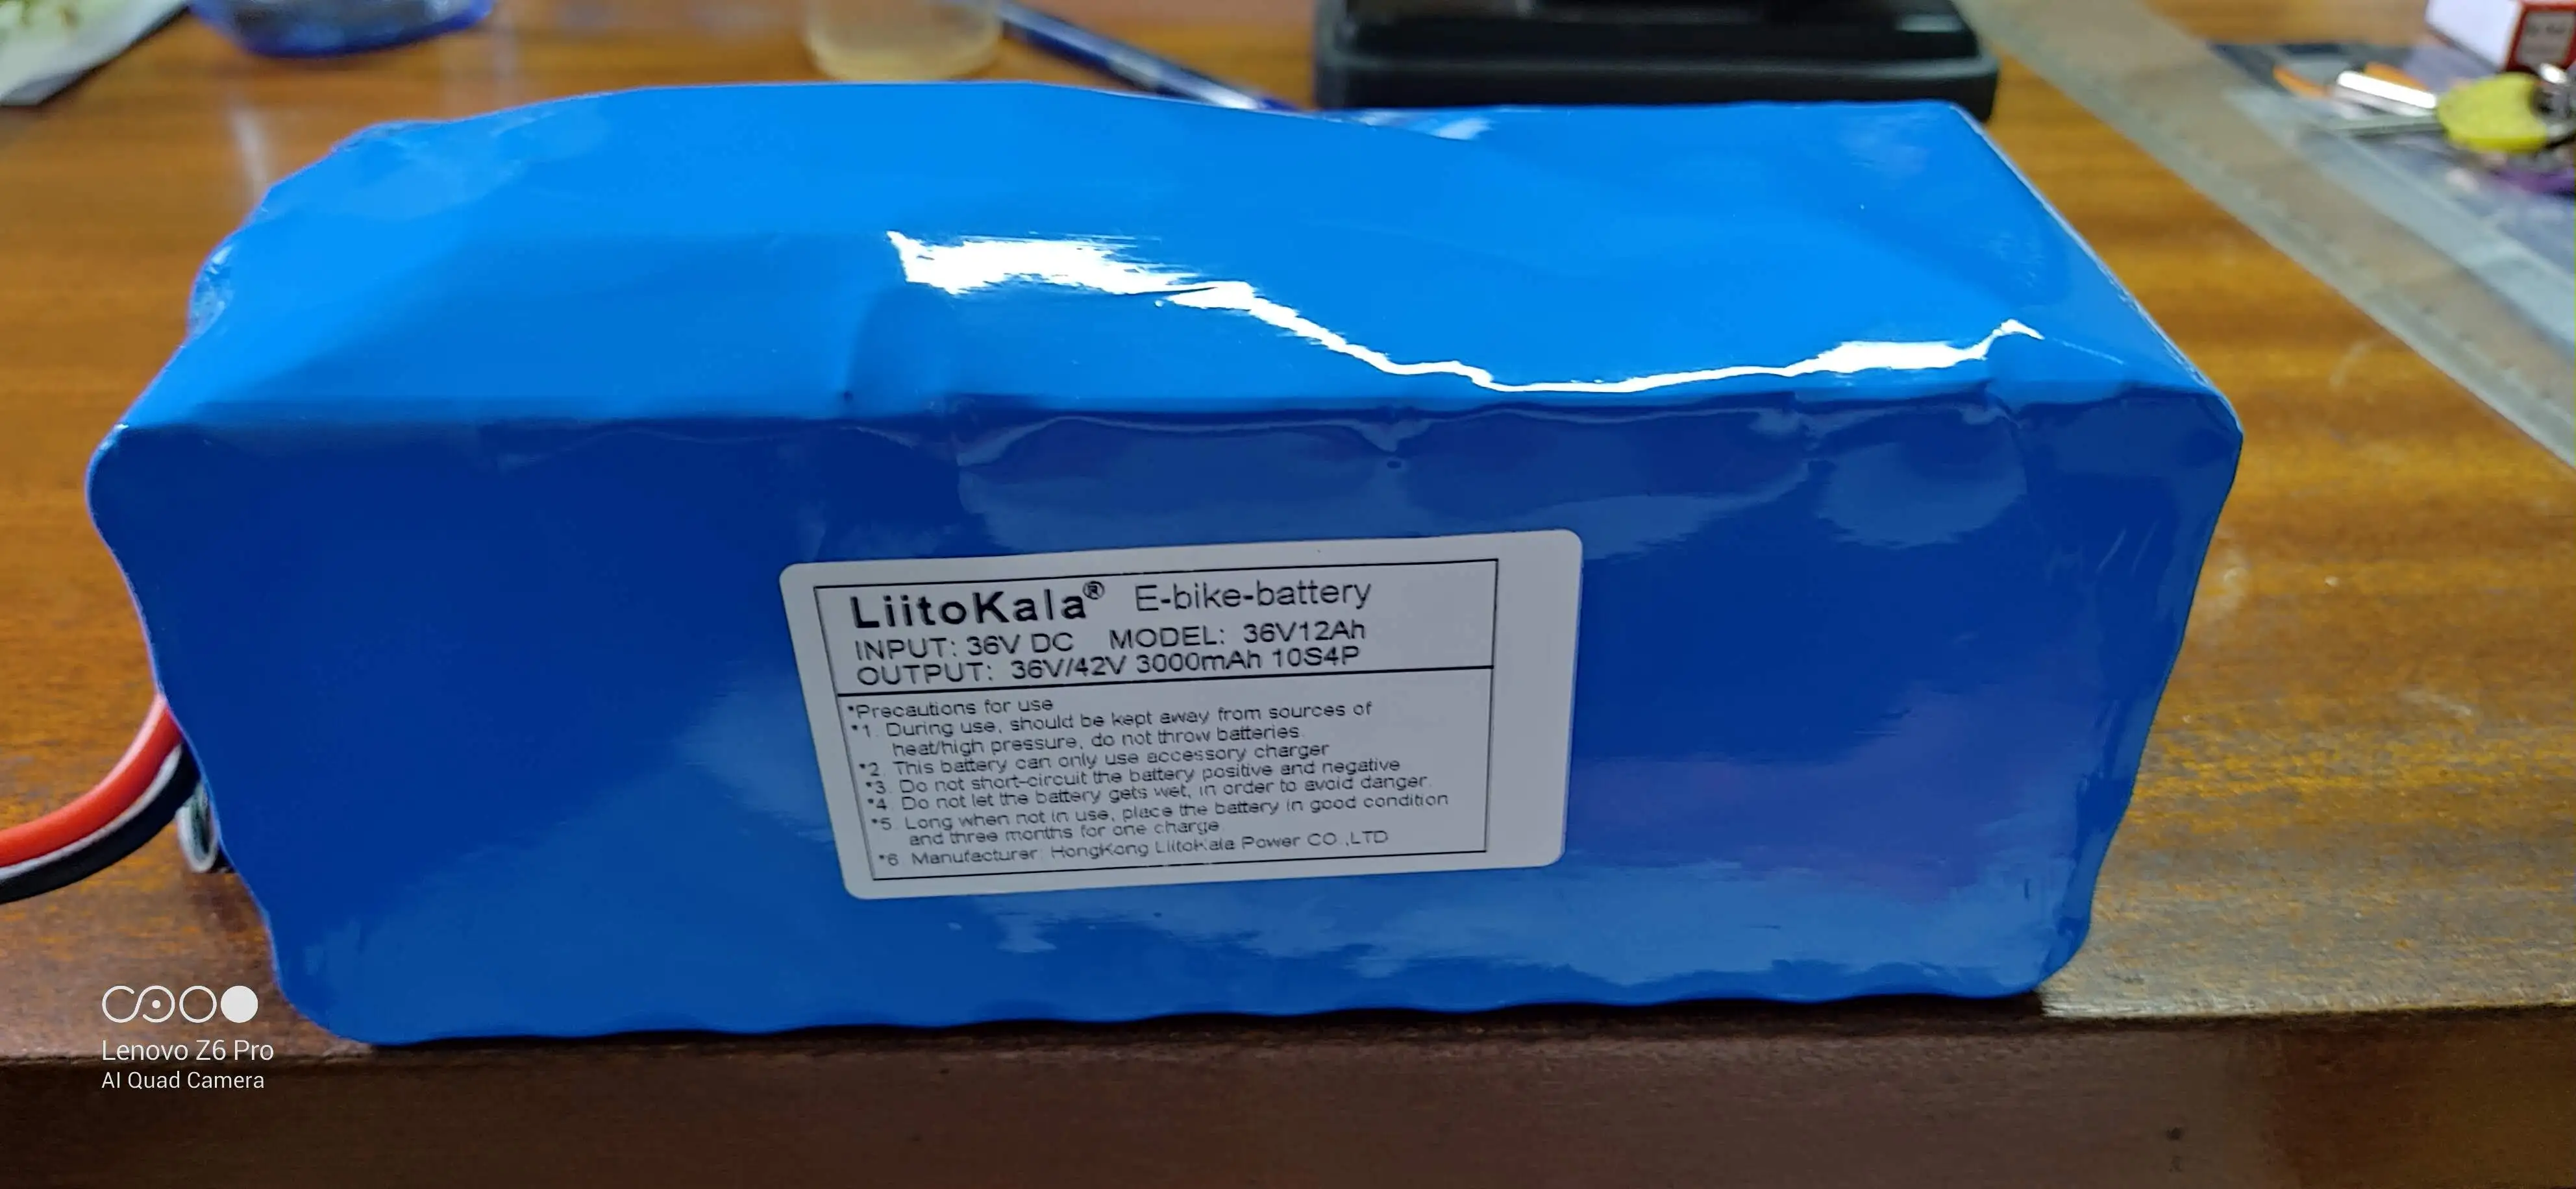 LiitoKala® E-bike-battery
INPUT: 36V DC MODEL: 36V12Ah
OUTPUT: 36V/42V 3000mAh 10S4P
*Precautions for use
*1. During use, should be kept away from sources of
heat/high pressure, do not throw batteries.
*2. This battery can only use accessory charger
*3. Do not short-circuit the battery positive and negative
*4. Do not let the battery gets wet, in order to avoid danger.
*5. Long when not in use, place the battery in good condition
and three months for one charge
*6 Manufacturer: HongKong LiitoKala Power CO.,LTD
Lenovo Z6 Pro
AI Quad Camera